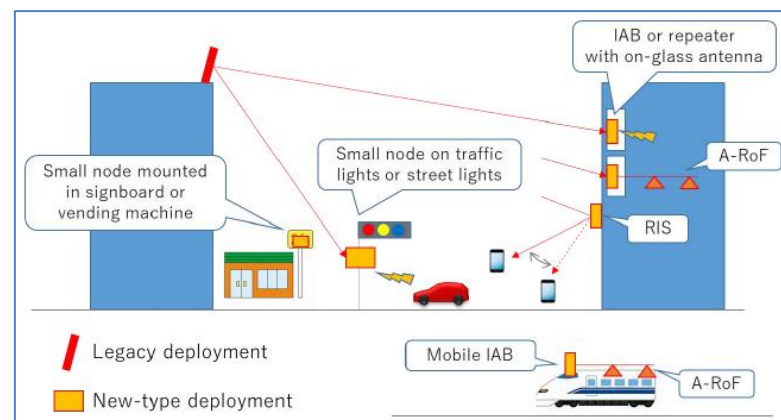 IAB or repeater
with on-glass antenna
A-RoF
Small node on traffic
lights or street lights
Small node mounted
in signboard or
vending machine
RIS
Legacy deployment
New-type deployment
Mobile IAB
A-RoF